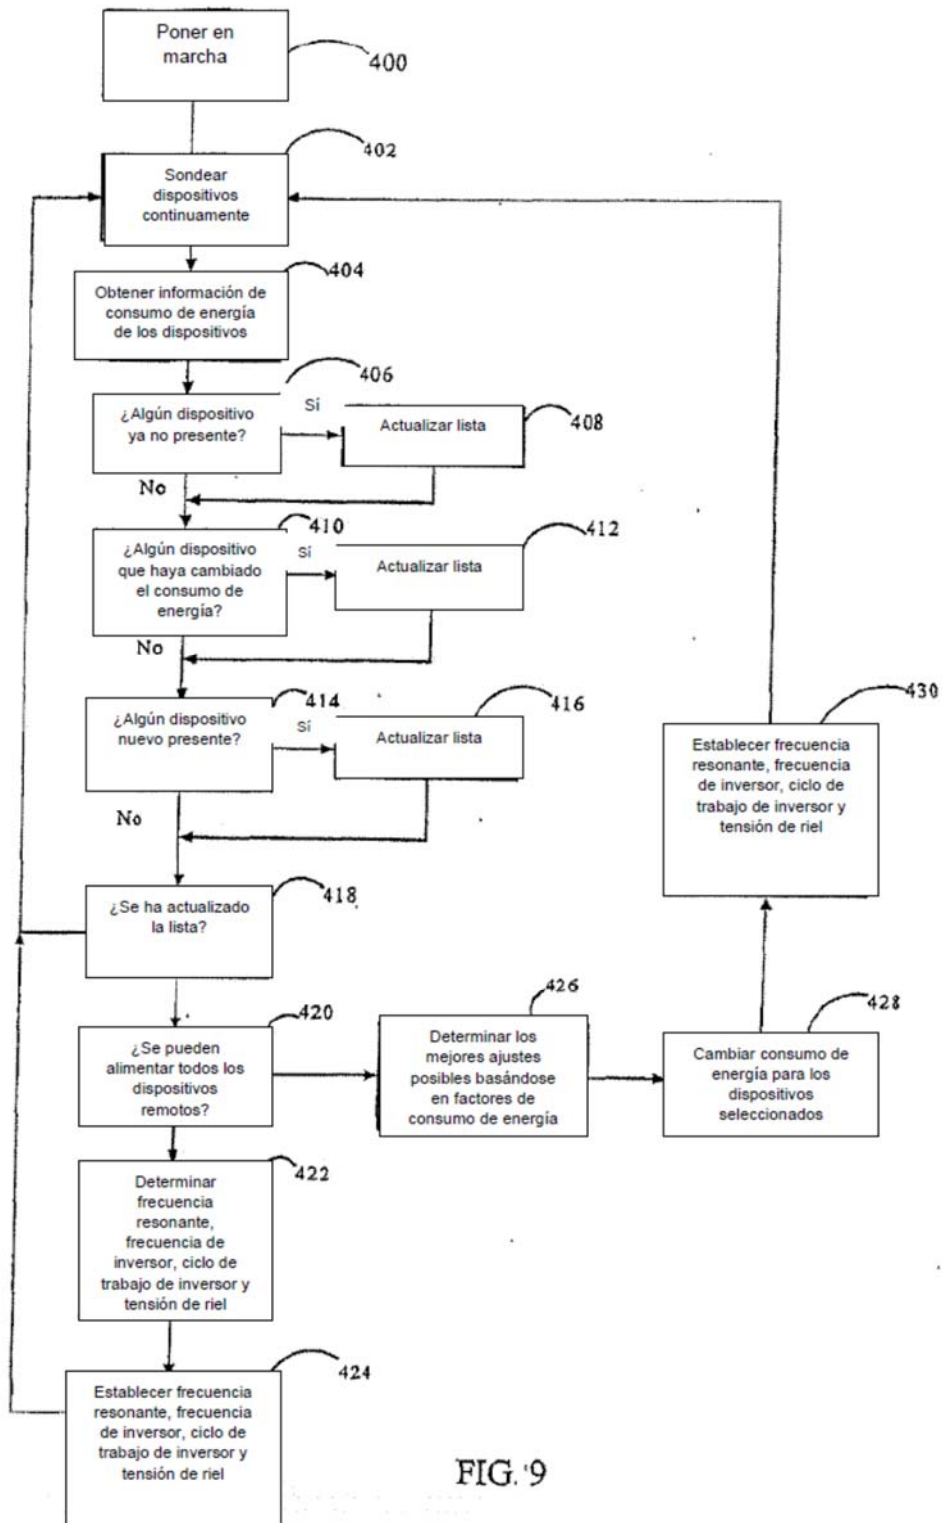 Poner en
marcha
400
402
Sondear
dispositivos
continuamente
404
Obtener información de
consumo de energía
de los dispositivos
406
¿Algún dispositivo
ya no presente?
Sí
Actualizar lista
408
No
410
¿Algún dispositivo
que haya cambiado
el consumo de
energía?
Sí
Actualizar lista
412
No
414
¿Algún dispositivo
nuevo presente?
Sí
Actualizar lista
416
No
430
Establecer frecuencia
resonante, frecuencia
de inversor, ciclo de
trabajo de inversor y
tensión de riel
418
¿Se ha actualizado
la lista?
420
¿Se pueden
alimentar todos los
dispositivos
remotos?
426
Determinar los
mejores ajustes
posibles basándose
en factores de
consumo de energía
428
Cambiar consumo de
energía para los
dispositivos
seleccionados
422
Determinar
frecuencia
resonante,
frecuencia de
inversor, ciclo de
trabajo de inversor y
tensión de riel
424
Establecer frecuencia
resonante, frecuencia
de inversor, ciclo de
trabajo de inversor y
tensión de riel
FIG. 9